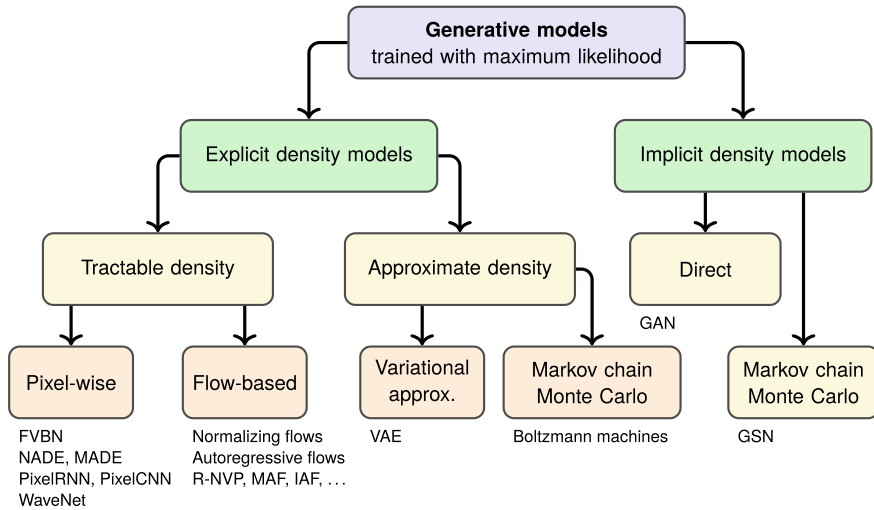 Generative models
trained with maximum likelihood
Explicit density models
Implicit density models
Tractable density
Approximate density
Direct
GAN
Pixel-wise
Flow-based
Variational
approx.
Markov chain
Monte Carlo
Markov chain
Monte Carlo
FVBN
NADE, MADE
PixelRNN, PixelCNN
WaveNet
Normalizing flows
Autoregressive flows
R-NVP, MAF, IAF, ...
VAE
Boltzmann machines
GSN